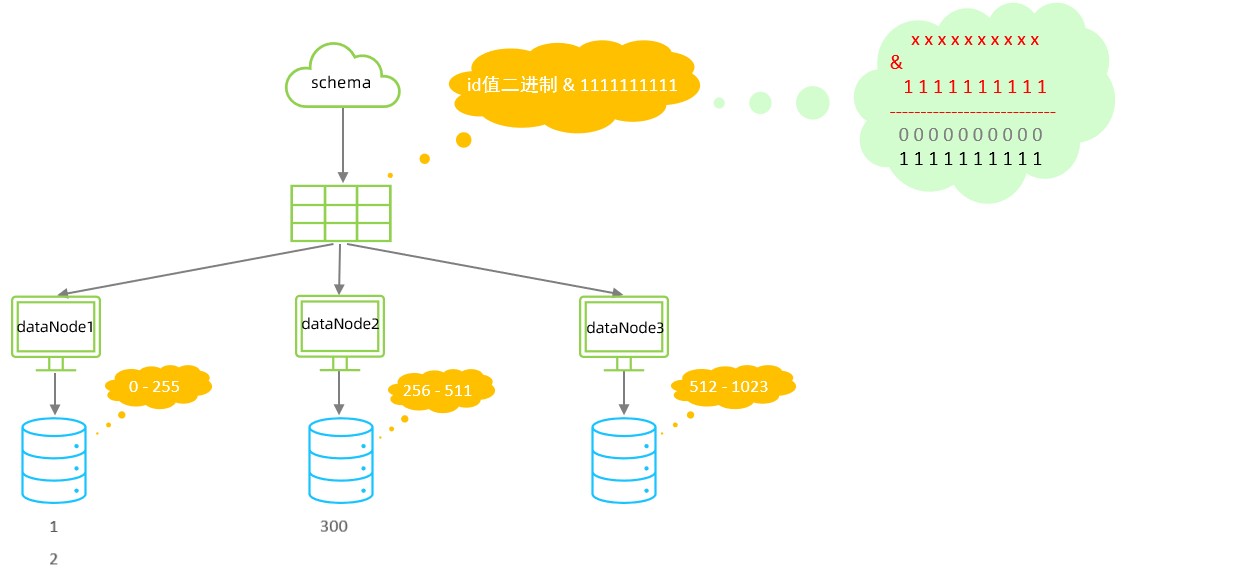 schema
id值二进制 & 1111111111
x x x x x x x x x x
&
1 1 1 1 1 1 1 1 1 1
---------------------------
0 0 0 0 0 0 0 0 0 0
1 1 1 1 1 1 1 1 1 1
dataNode1
dataNode2
dataNode3
0 - 255
256 - 511
512 - 1023
1
300
2